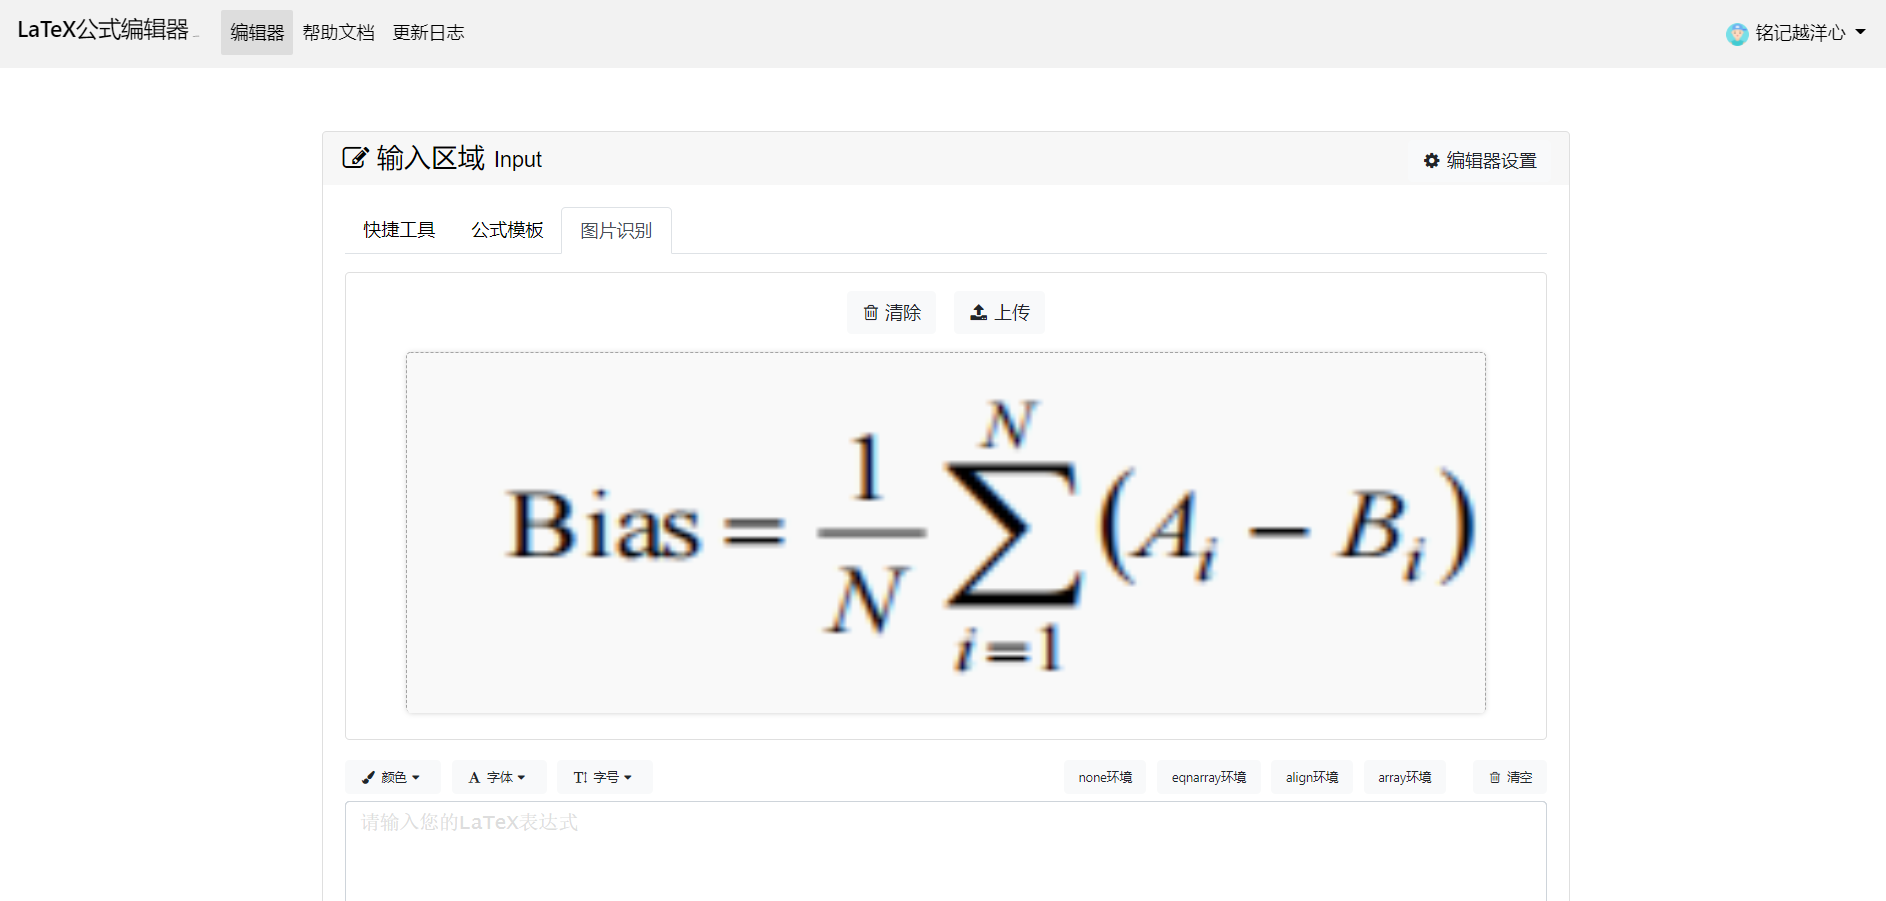 LaTeX公式编辑器 编辑器 帮助文档 更新日志 铭记越洋心
输入区域 Input 编辑器设置
快捷工具 公式模板 图片识别
清除 上传
Bias = \frac{1}{N} \sum_{i=1}^{N} (A_i − B_i)
颜色 A 字体 T 字号 none环境 eqnarray环境 align环境 array环境 清空
请输入您的LaTeX表达式